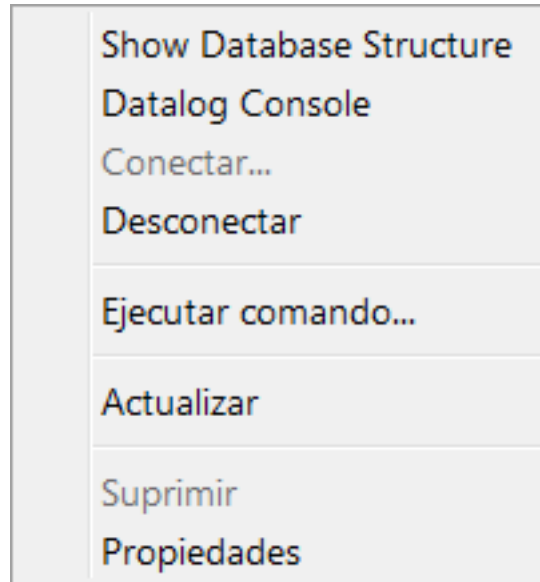 Show Database Structure
Datalog Console
Conectar...
Desconectar
Ejecutar comando...
Actualizar
Suprimir
Propiedades